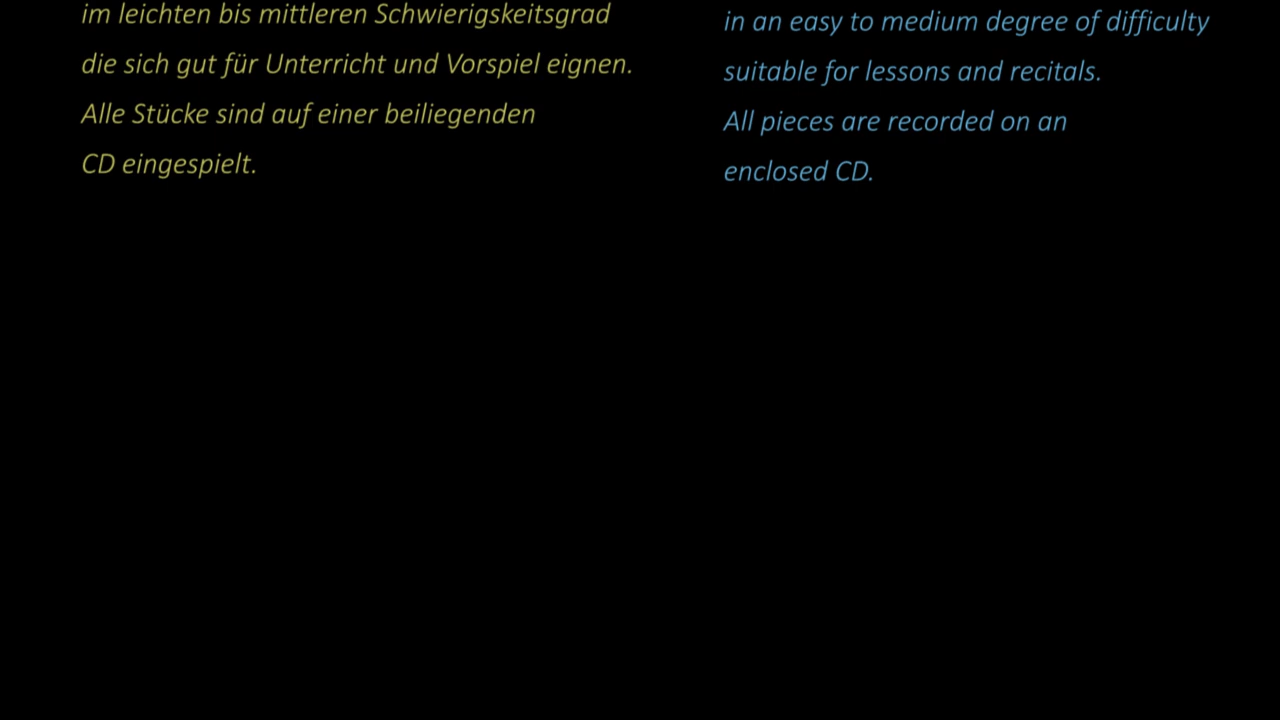 im leichten bis mittleren Schwierigskeitsgrad
die sich gut für Unterricht und Vorspiel eignen.
Alle Stücke sind auf einer beiliegenden
CD eingespielt.
in an easy to medium degree of difficulty
suitable for lessons and recitals.
All pieces are recorded on an
enclosed CD.